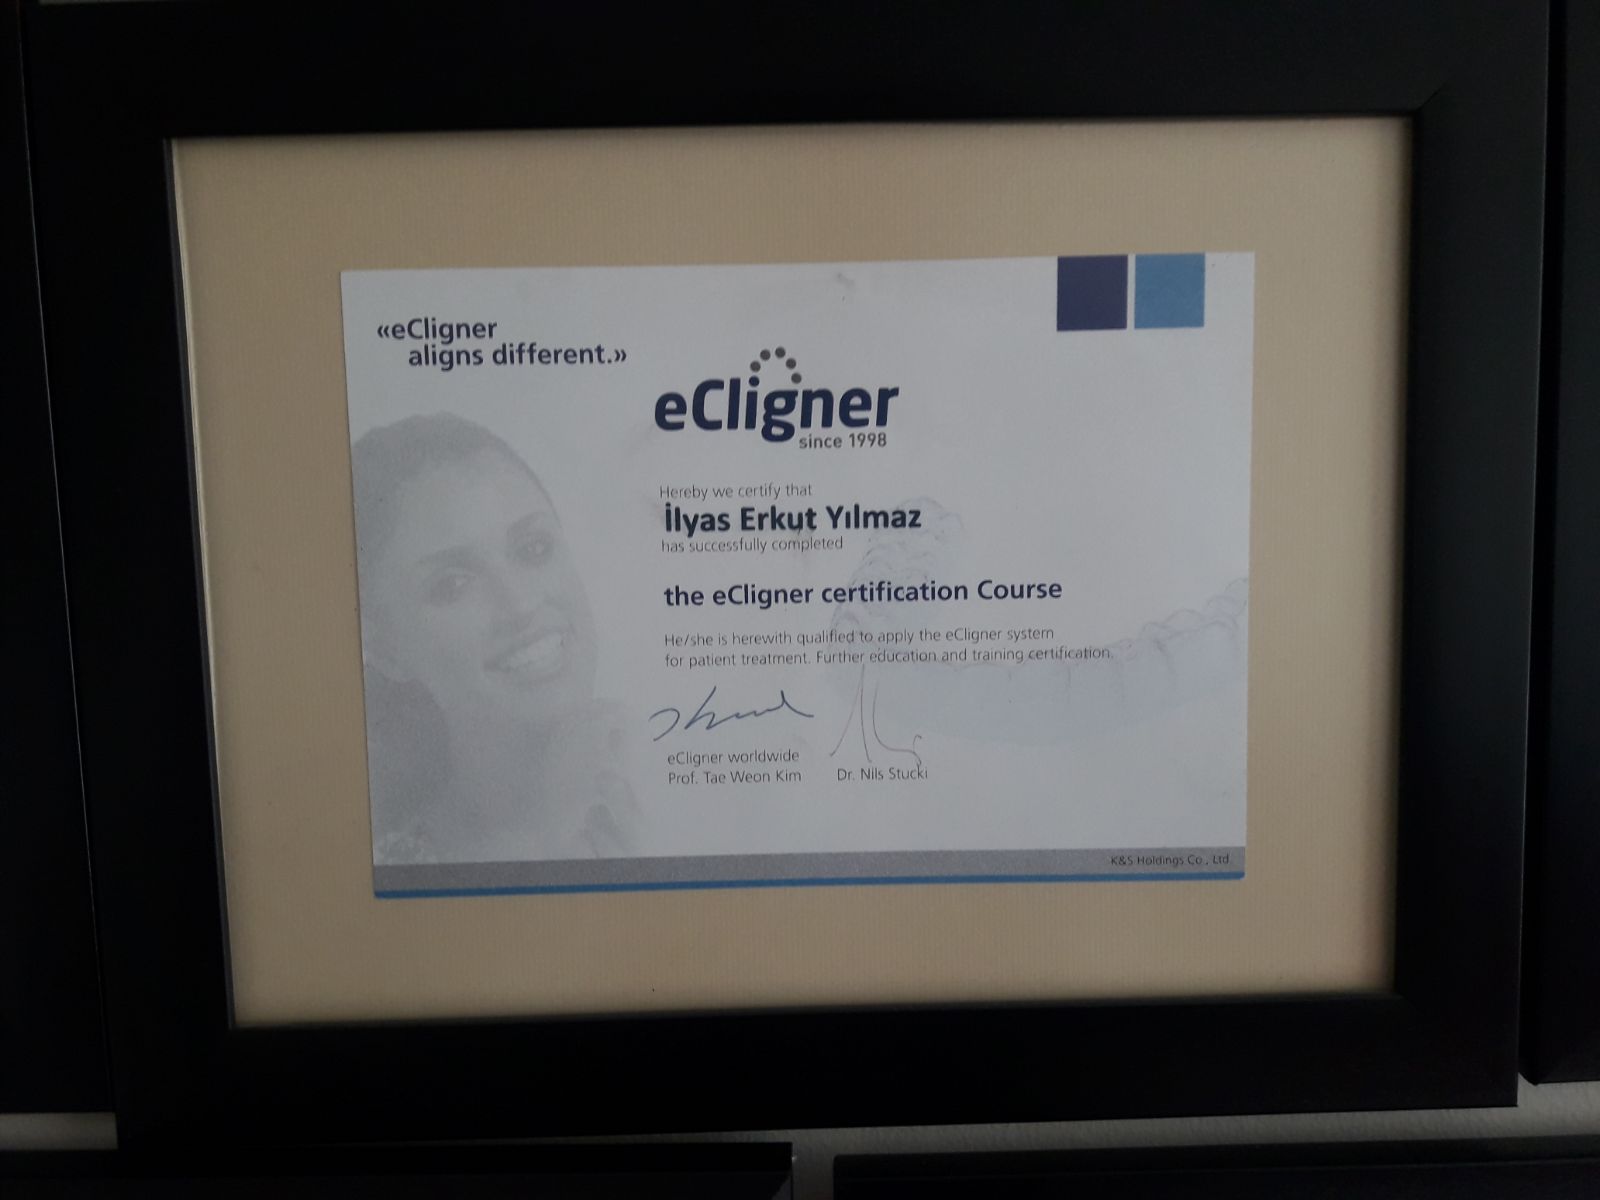 «eCligner
aligns different.»
eCligner
since 1998
Hereby we certify that
İlyas Erkut Yılmaz
has successfully completed
the eCligner certification Course
He/she is herewith qualified to apply the eCligner system
for patient treatment. Further education and training certification.
eCligner worldwide
Prof. Tae Weon Kim
Dr. Nils Stucki
K&S Holdings Co., Ltd.